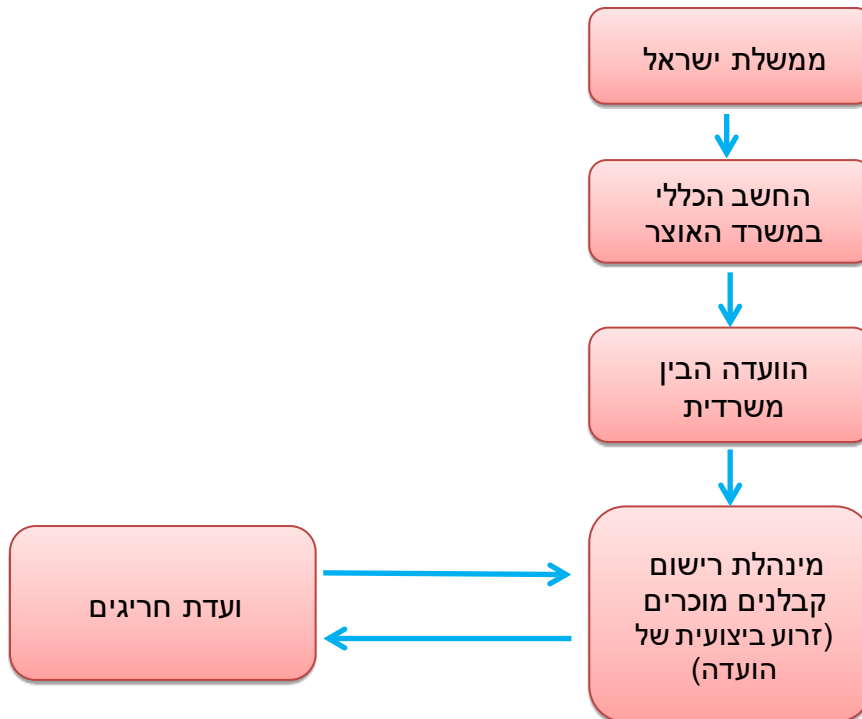 ממשלת ישראל
החשב הכללי
במשרד האוצר
הוועדה הבין
משרדית
מינהלת רישום
קבלנים מוכרים
(זרוע ביצועית של
הועדה)
ועדת חריגים